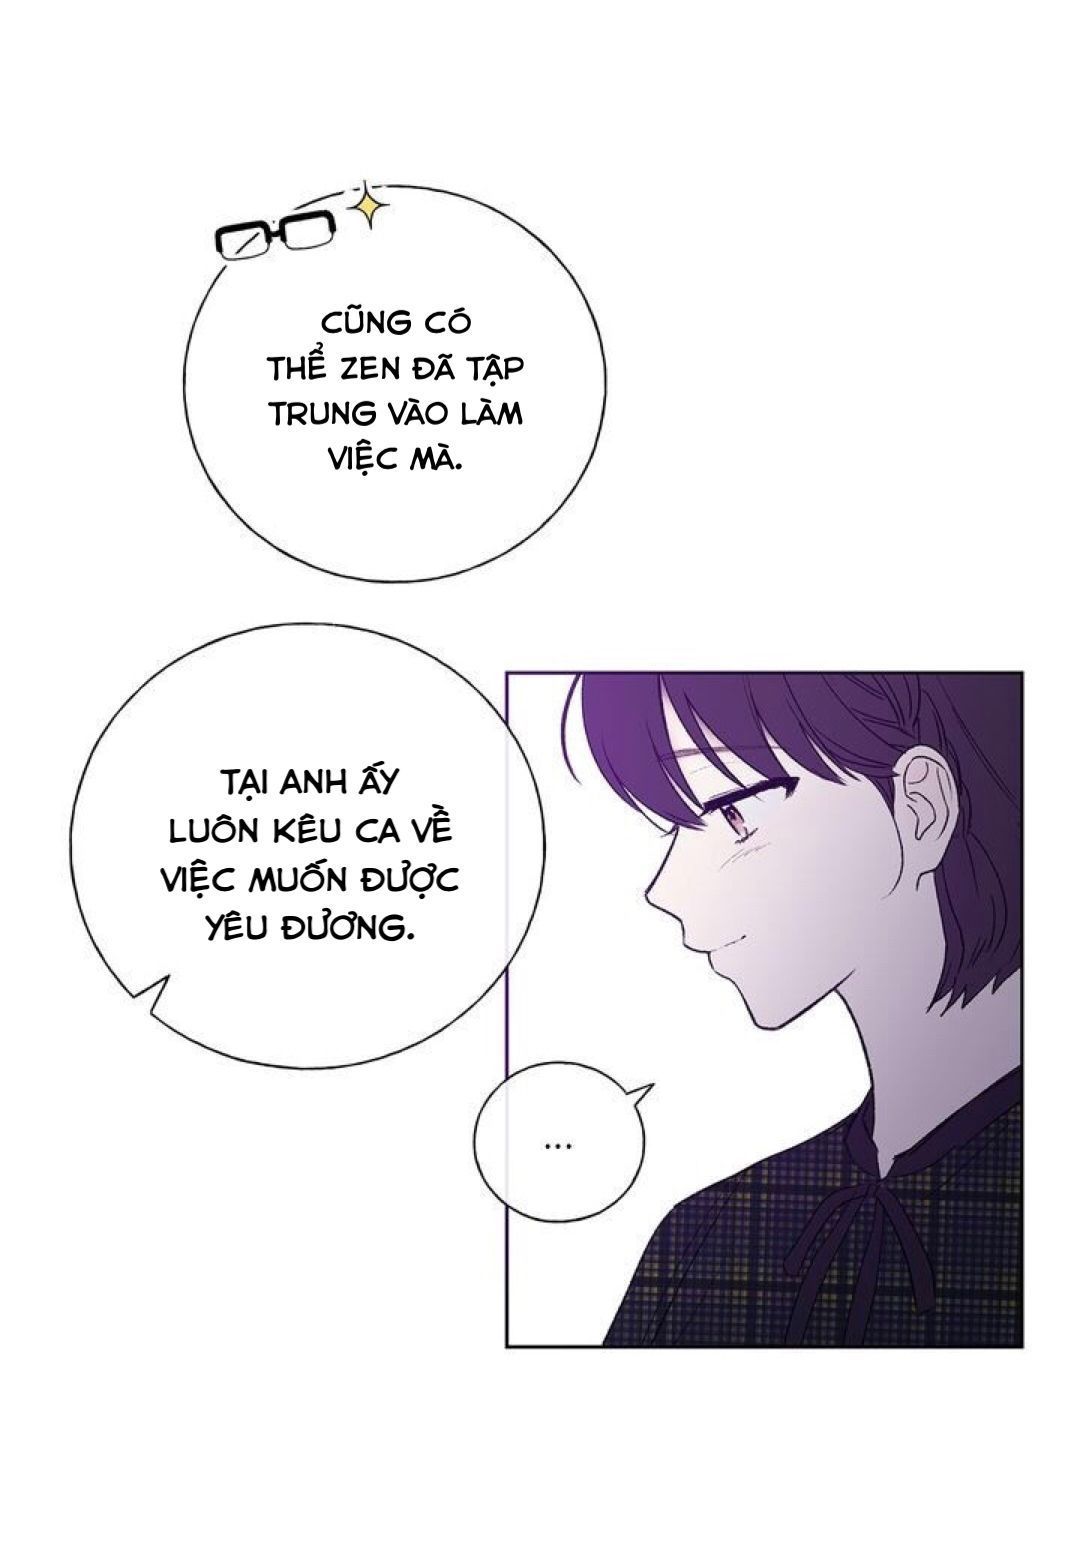 CŨNG CÓ
THỂ ZEN ĐÃ TẬP
TRUNG VÀO LÀM
VIỆC MÀ.
TẠI ANH ẤY
LUÔN KÊU CA VỀ
VIỆC MUỐN ĐƯỢC
YÊU ĐƯƠNG.
...